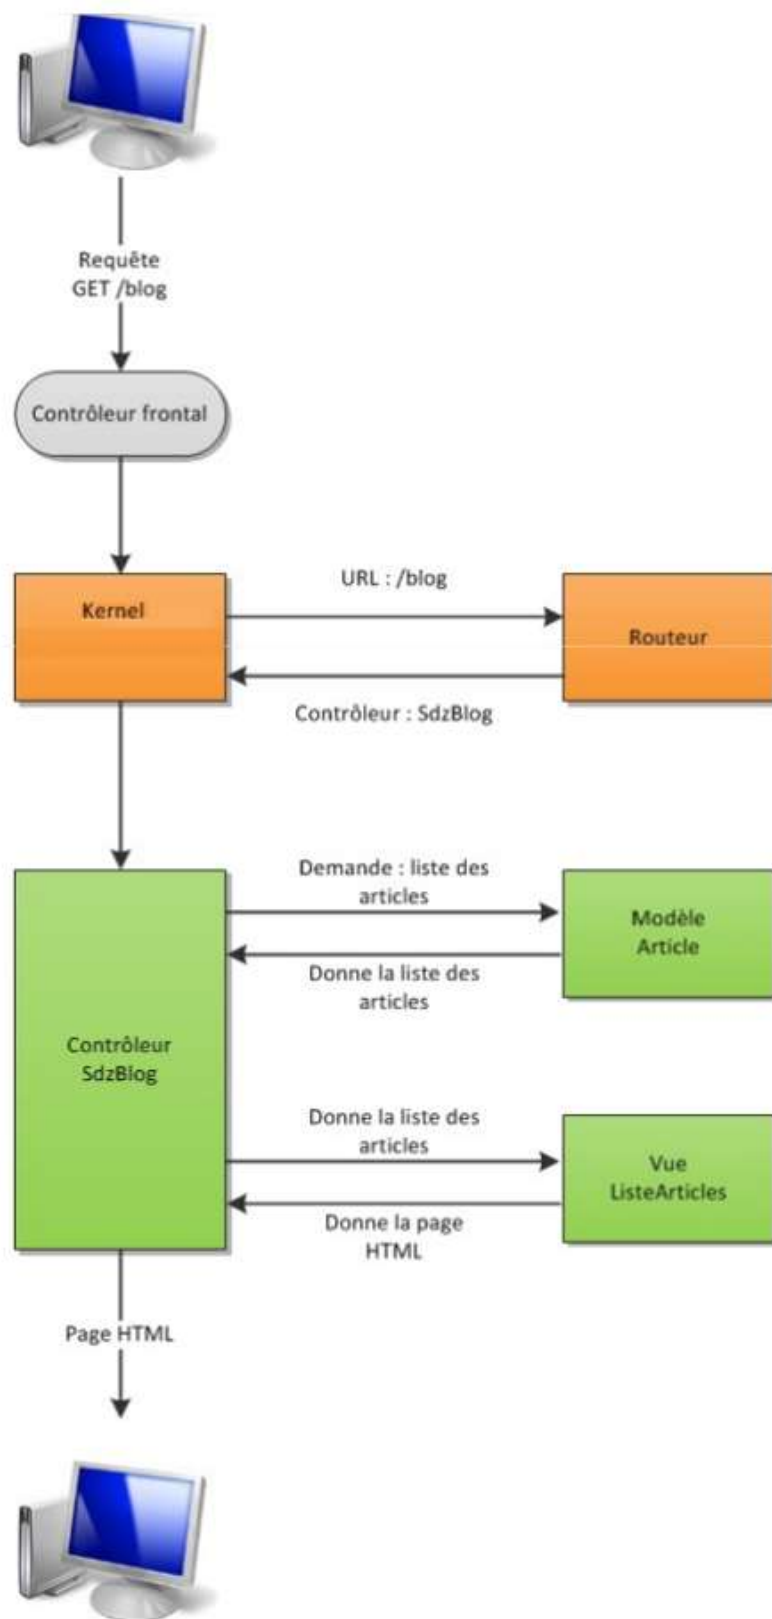 Requête
GET /blog
Contrôleur frontal
Kernel
URL : /blog
Routeur
Contrôleur : SdzBlog
Demande : liste des
articles
Modèle
Article
Donne la liste des
articles
Contrôleur
SdzBlog
Donne la liste des
articles
Vue
ListeArticles
Donne la page
HTML
Page HTML